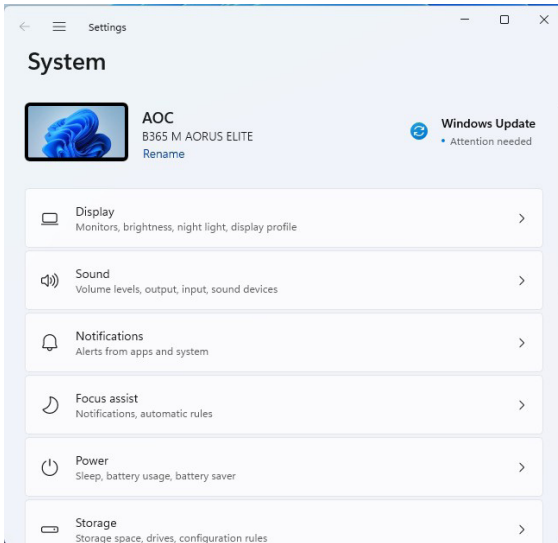 Settings
System
AOC
B365 M AORUS ELITE
Rename
Windows Update
• Attention needed
Display
Monitors, brightness, night light, display profile
Sound
Volume levels, output, input, sound devices
Notifications
Alerts from apps and system
Focus assist
Notifications, automatic rules
Power
Sleep, battery usage, battery saver
Storage
Storage space, drives, configuration rules